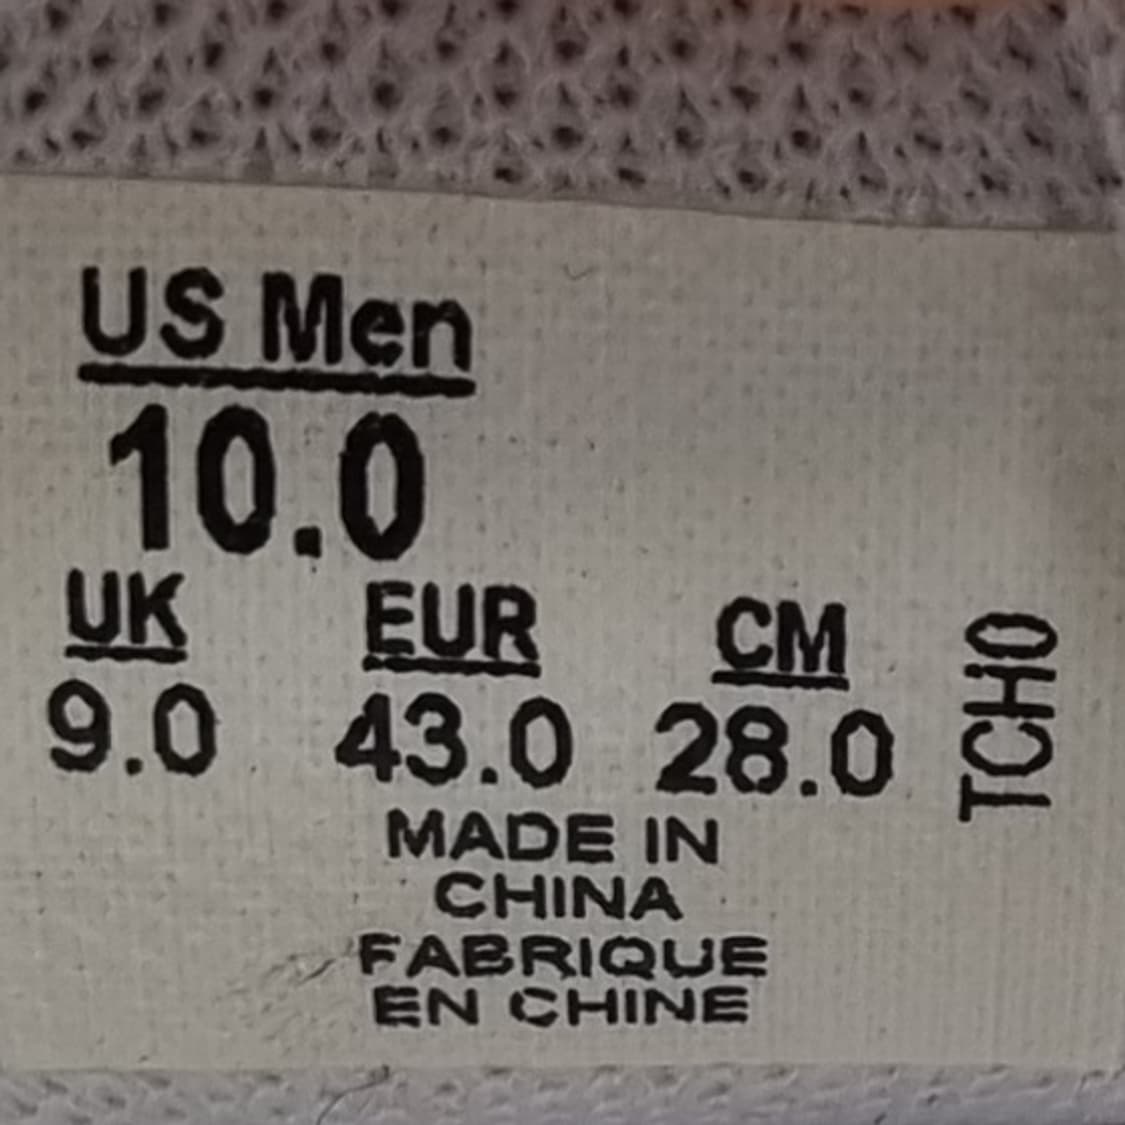 US Men
10.0
UK EUR CM
9.0 43.0 28.0
TCH0
MADE IN
CHINA
FABRIQUE
EN CHINE